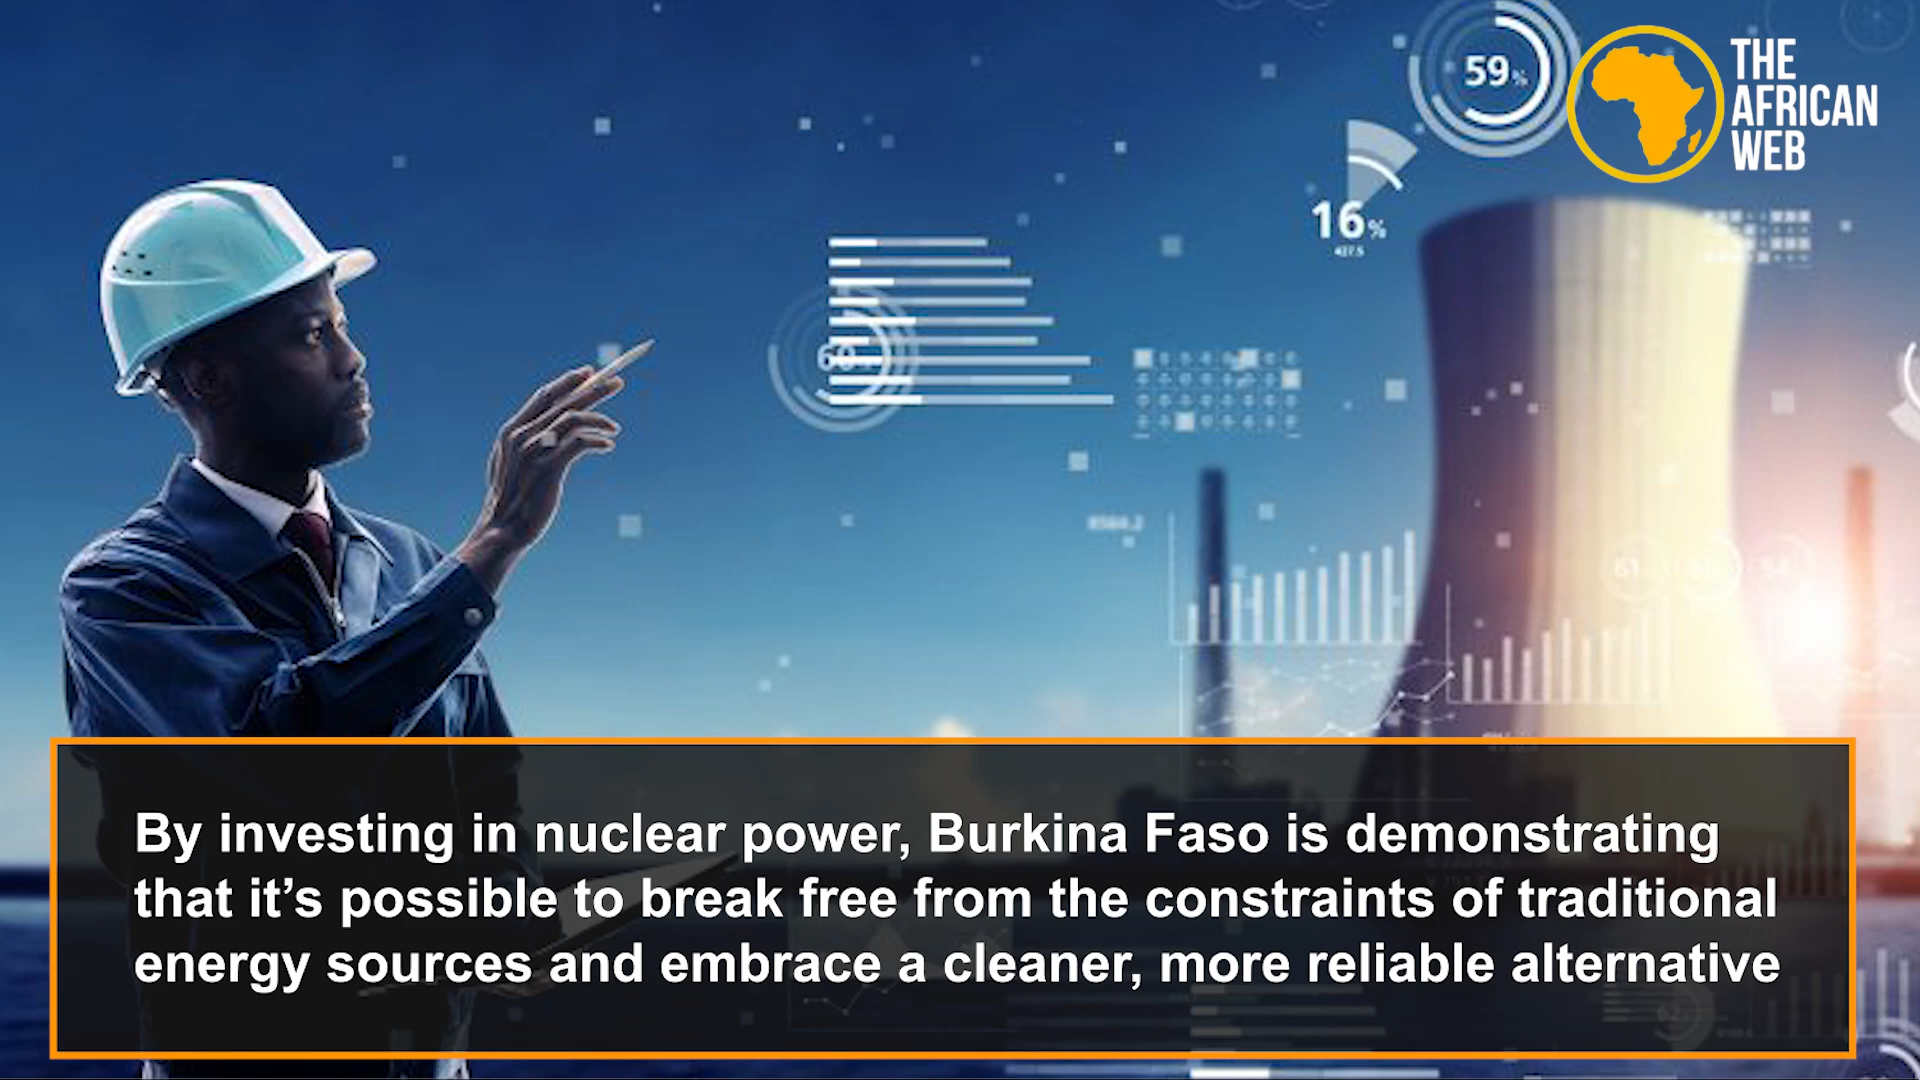 59%
THE
AFRICAN
WEB
16%
By investing in nuclear power, Burkina Faso is demonstrating
that it’s possible to break free from the constraints of traditional
energy sources and embrace a cleaner, more reliable alternative